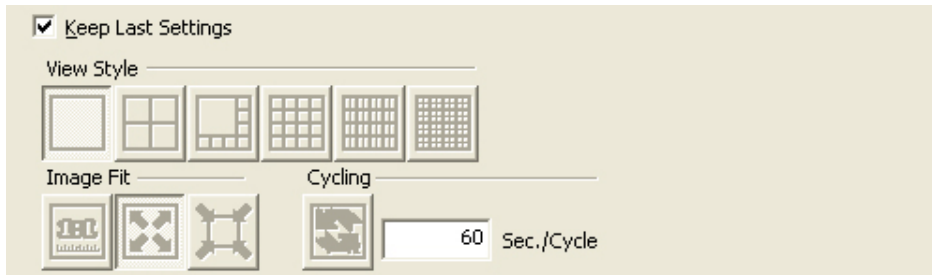 Keep Last Settings
View Style
Image Fit
Cycling
60 Sec./Cycle